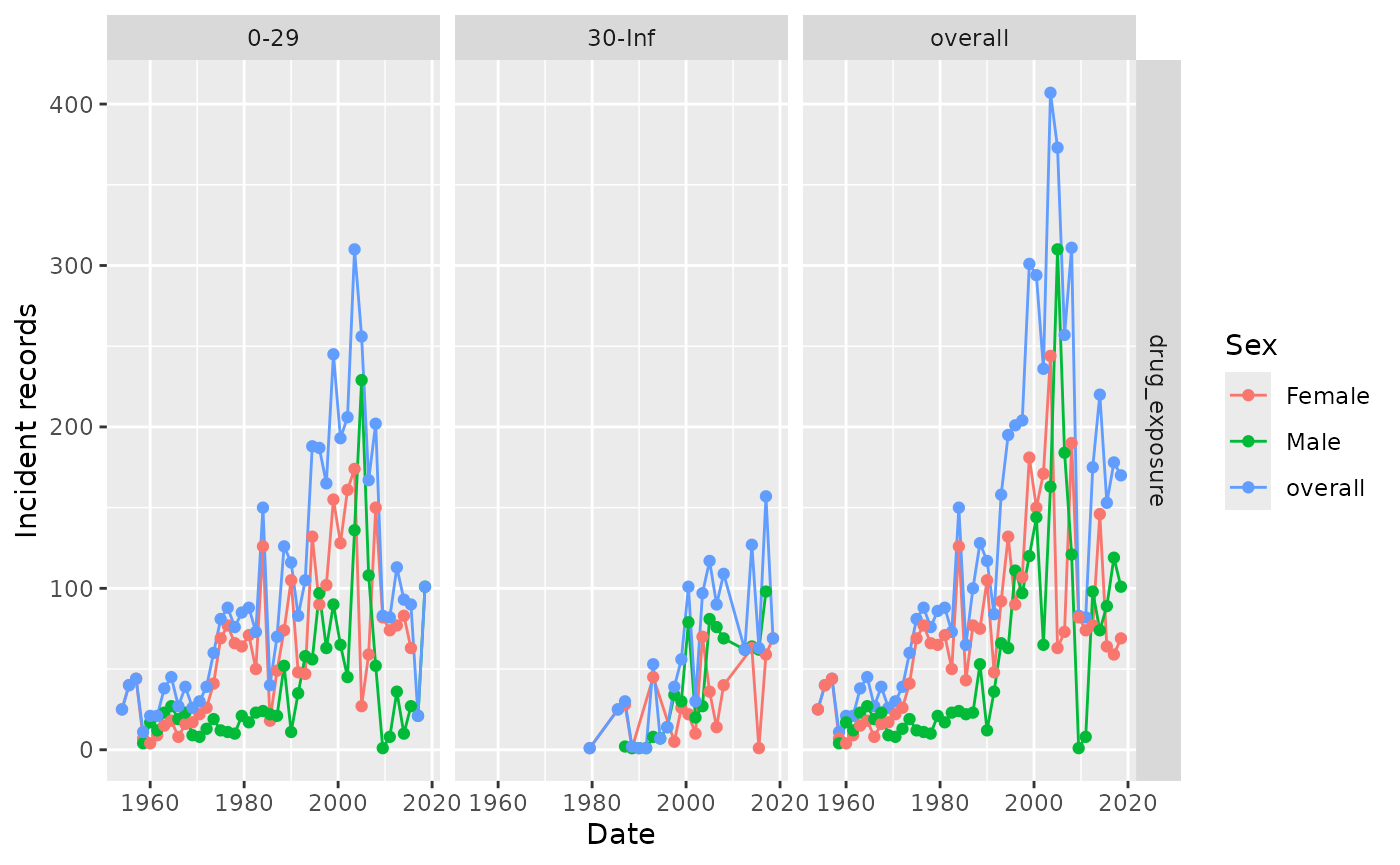 0-29 30-Inf overall
400
300
200
100
0
Incident records
drug_exposure
1960 1980 2000 2020 1960 1980 2000 2020 1960 1980 2000 2020
Date
Sex
Female
Male
overall